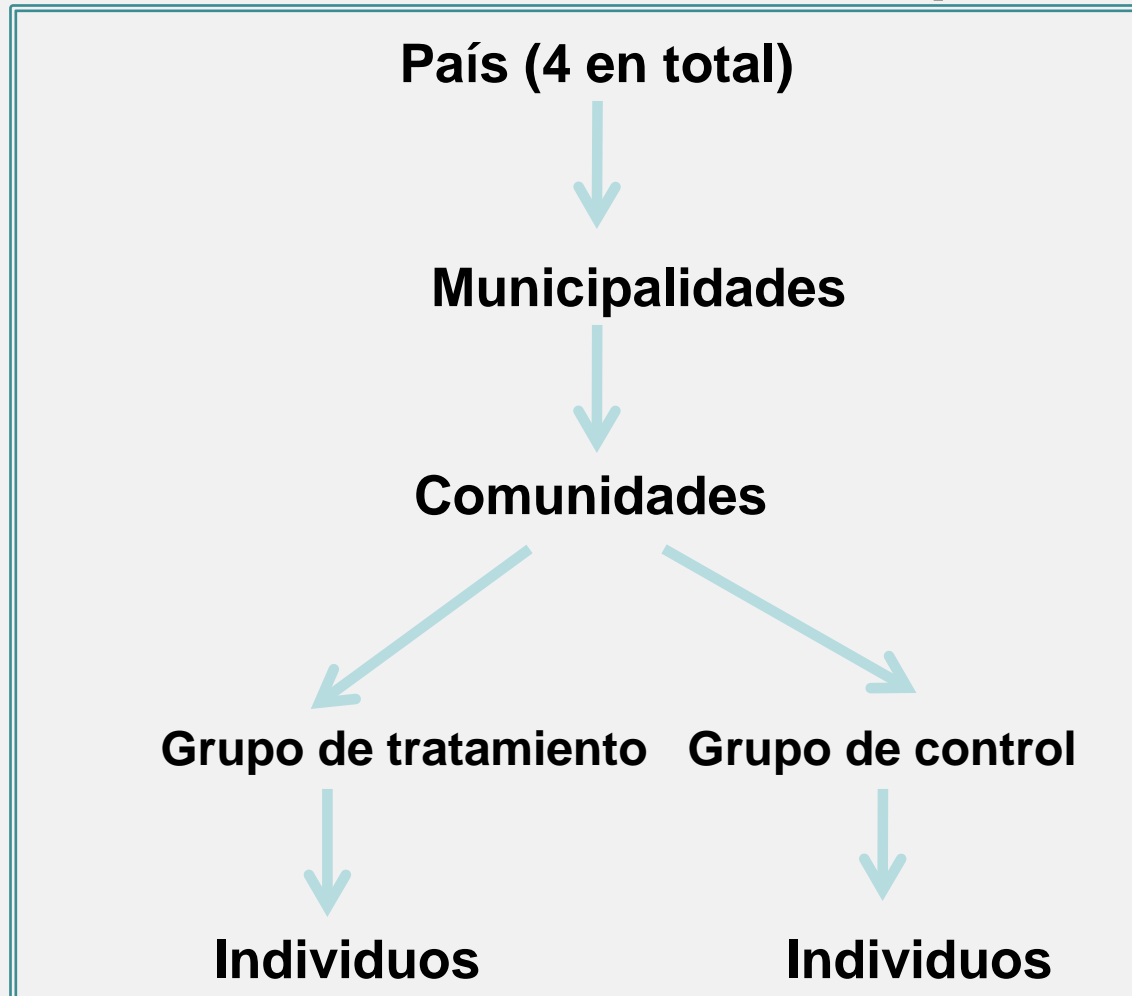 País (4 en total)
Municipalidades
Comunidades
Grupo de tratamiento Grupo de control
Individuos Individuos